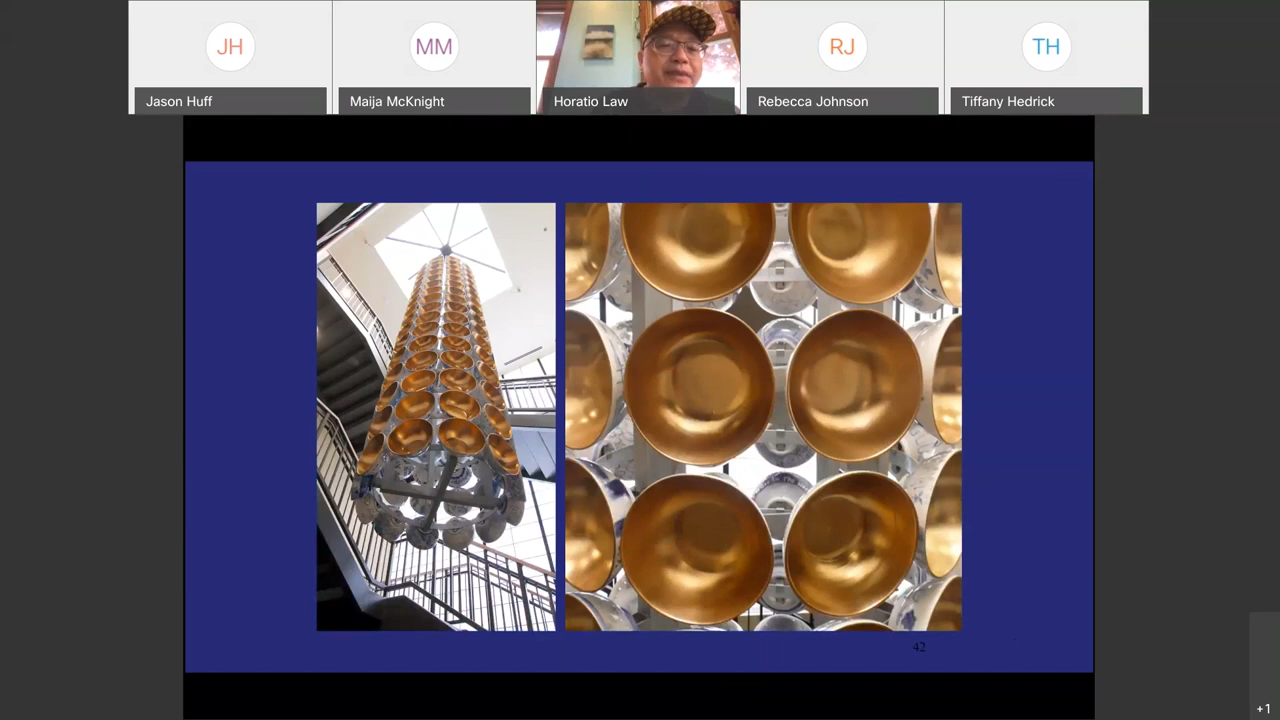 JH
MM
RJ
TH
Jason Huff
Maija McKnight
Horatio Law
Rebecca Johnson
Tiffany Hedrick
42
+1